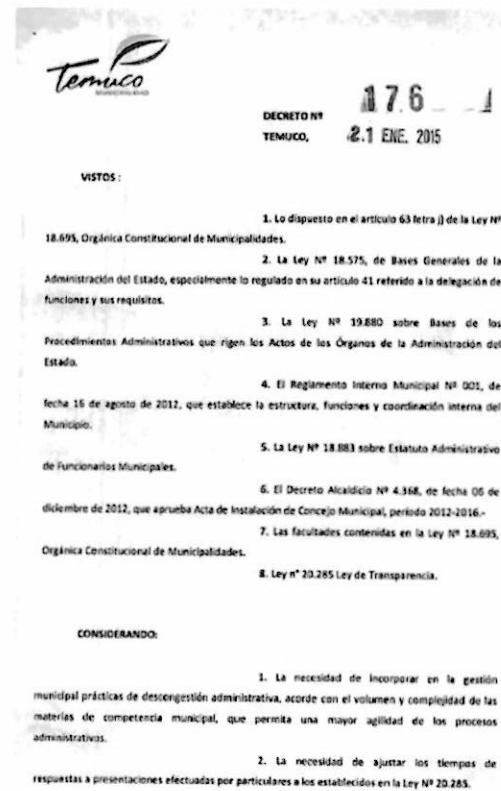 Temuco
MUNICIPALIDAD
DECRETO Nº 176
TEMUCO, 21 ENE. 2015
VISTOS :
1. Lo dispuesto en el artículo 63 letra j) de la Ley Nº
18.695, Orgánica Constitucional de Municipalidades.
2. La Ley Nº 18.575, de Bases Generales de la
Administración del Estado, especialmente lo regulado en su artículo 41 referido a la delegación de
funciones y sus requisitos.
3. La Ley Nº 19.880 sobre Bases de los
Procedimientos Administrativos que rigen los Actos de los Órganos de la Administración del
Estado.
4. El Reglamento Interno Municipal Nº 001, de
fecha 16 de agosto de 2012, que establece la estructura, funciones y coordinación interna del
Municipio.
5. La Ley Nº 18.883 sobre Estatuto Administrativo
de Funcionarios Municipales.
6. El Decreto Alcaldicio Nº 4.368, de fecha 06 de
diciembre de 2012, que aprueba Acta de Instalación de Concejo Municipal, período 2012-2016.-
7. Las facultades contenidas en la Ley Nº 18.695,
Orgánica Constitucional de Municipalidades.
8. Ley n° 20.285 Ley de Transparencia.
CONSIDERANDO:
1. La necesidad de incorporar en la gestión
municipal prácticas de descongestión administrativa, acorde con el volumen y complejidad de las
materias de competencia municipal, que permita una mayor agilidad de los procesos
administrativos.
2. La necesidad de ajustar los tiempos de
respuestas a presentaciones efectuadas por particulares a los establecidos en la Ley Nº 20.285.